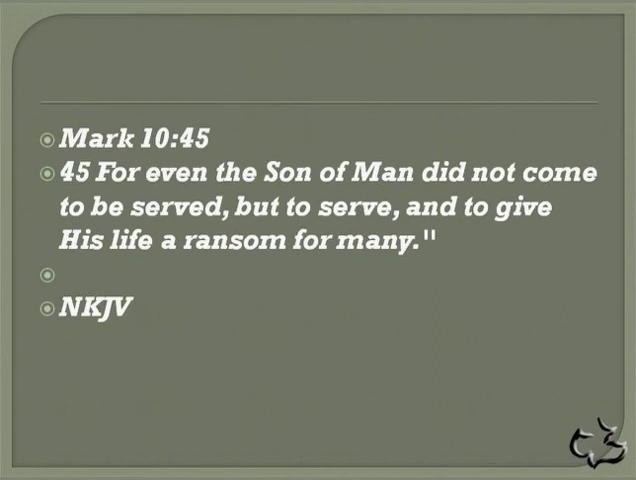 Mark 10:45
45 For even the Son of Man did not come
to be served, but to serve, and to give
His life a ransom for many."
NKJV